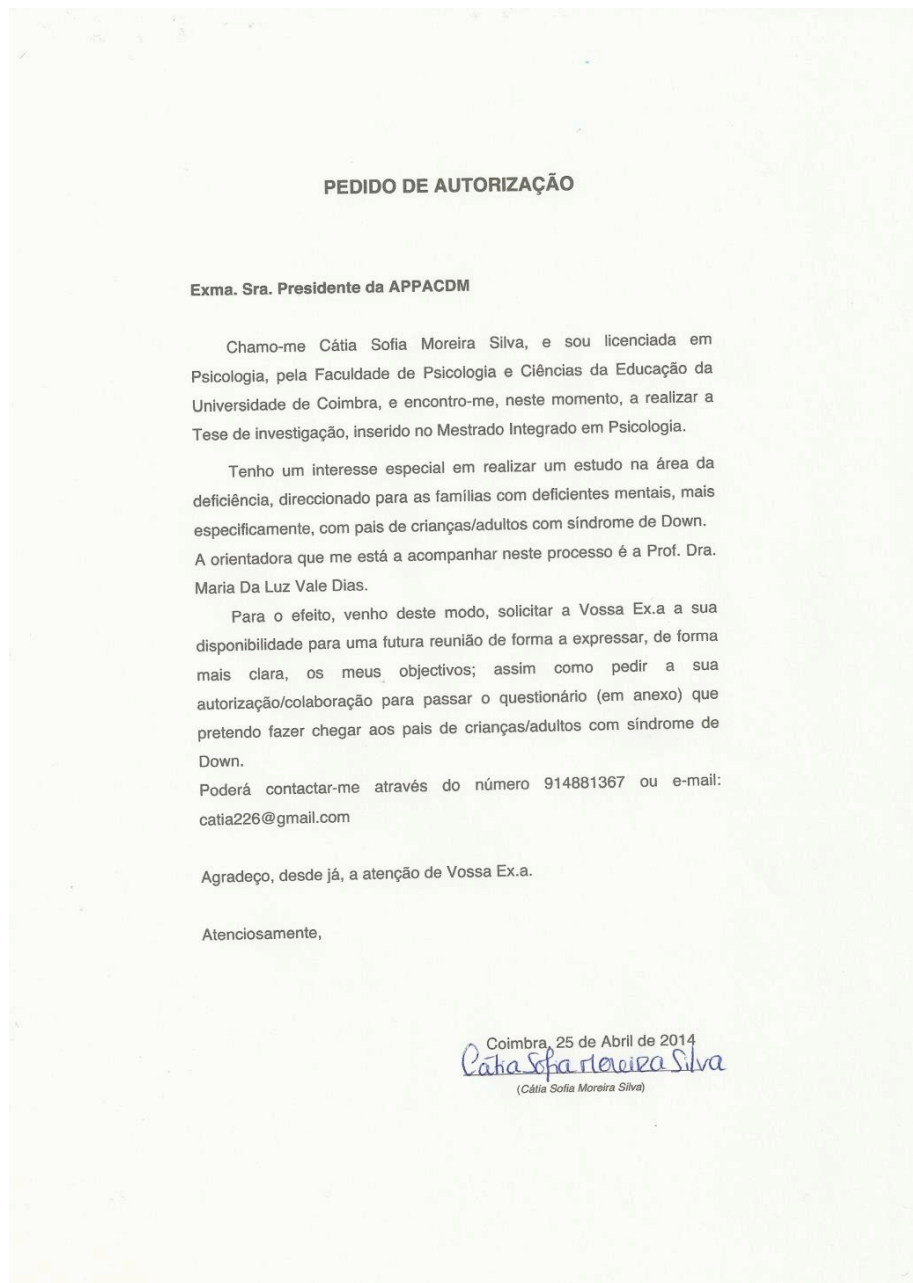 PEDIDO DE AUTORIZAÇÃO
Exma. Sra. Presidente da APPACDM
Chamo-me Cátia Sofia Moreira Silva, e sou licenciada em
Psicologia, pela Faculdade de Psicologia e Ciências da Educação da
Universidade de Coimbra, e encontro-me, neste momento, a realizar a
Tese de investigação, inserido no Mestrado Integrado em Psicologia.
Tenho um interesse especial em realizar um estudo na área da
deficiência, direccionado para as famílias com deficientes mentais, mais
especificamente, com pais de crianças/adultos com síndrome de Down.
A orientadora que me está a acompanhar neste processo é a Prof. Dra.
Maria Da Luz Vale Dias.
Para o efeito, venho deste modo, solicitar a Vossa Ex.a a sua
disponibilidade para uma futura reunião de forma a expressar, de forma
mais clara, os meus objectivos; assim como pedir a sua
autorização/colaboração para passar o questionário (em anexo) que
pretendo fazer chegar aos pais de crianças/adultos com síndrome de
Down.
Poderá contactar-me através do número 914881367 ou e-mail:
catia226@gmail.com
Agradeço, desde já, a atenção de Vossa Ex.a.
Atenciosamente,
Coimbra, 25 de Abril de 2014
Cátia Sofia Moreira Silva
(Cátia Sofia Moreira Silva)